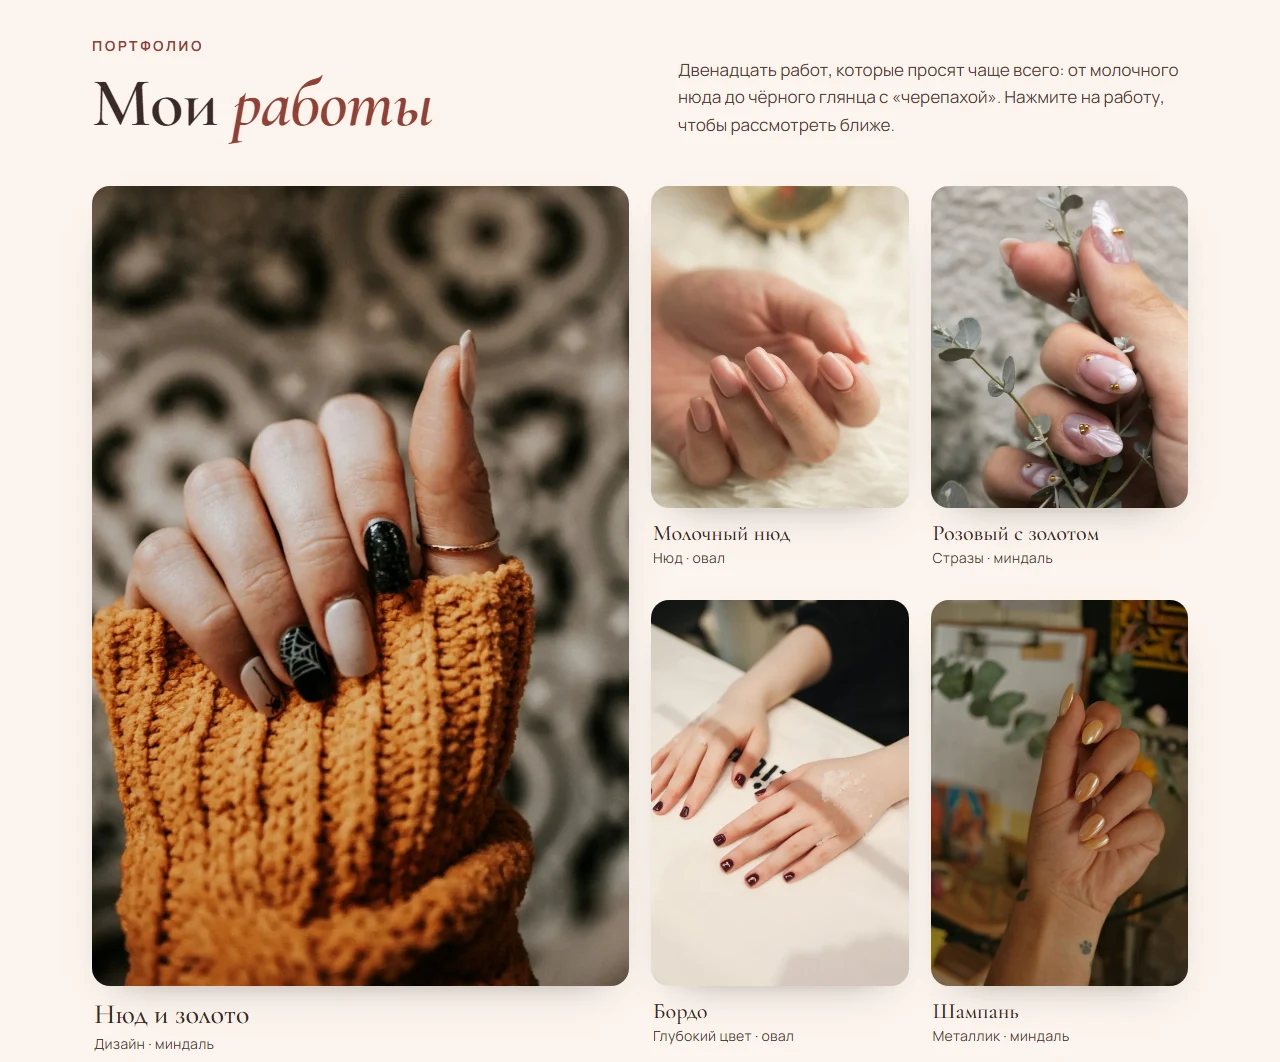 ПОРТФОЛИО
Мои работы
Двенадцать работ, которые просят чаще всего: от молочного
нюда до чёрного глянца с «черепахой». Нажмите на работу,
чтобы рассмотреть ближе.
Молочный нюд
Нюд · овал
Розовый с золотом
Стразы · миндаль
Нюд и золото
Дизайн · миндаль
Бордо
Глубокий цвет · овал
Шампань
Металлик · миндаль